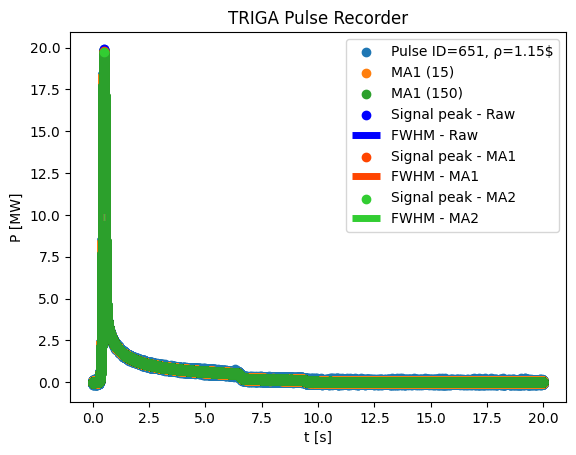 TRIGA Pulse Recorder
Pulse ID=651, ρ=1.15$
MA1 (15)
MA1 (150)
Signal peak - Raw
FWHM - Raw
Signal peak - MA1
FWHM - MA1
Signal peak - MA2
FWHM - MA2
P [MW]
20.0
17.5
15.0
12.5
10.0
7.5
5.0
2.5
0.0
0.0 2.5 5.0 7.5 10.0 12.5 15.0 17.5 20.0
t [s]